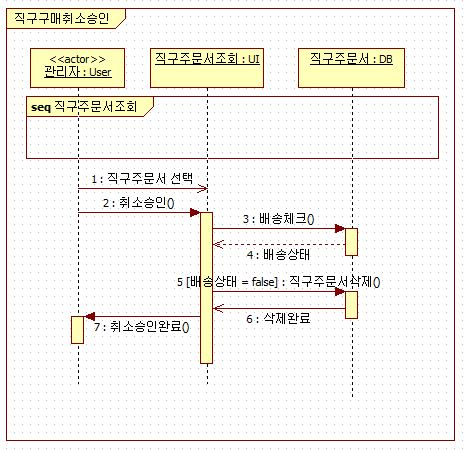 직구구매취소승인
<<actor>>
관리자 : User
직구주문서조회 : UI
직구주문서 : DB
seq 직구주문서조회
1 : 직구주문서 선택
2 : 취소승인()
3 : 배송체크()
4 : 배송상태
5 [배송상태 = false] : 직구주문서삭제()
6 : 삭제완료
7 : 취소승인완료()